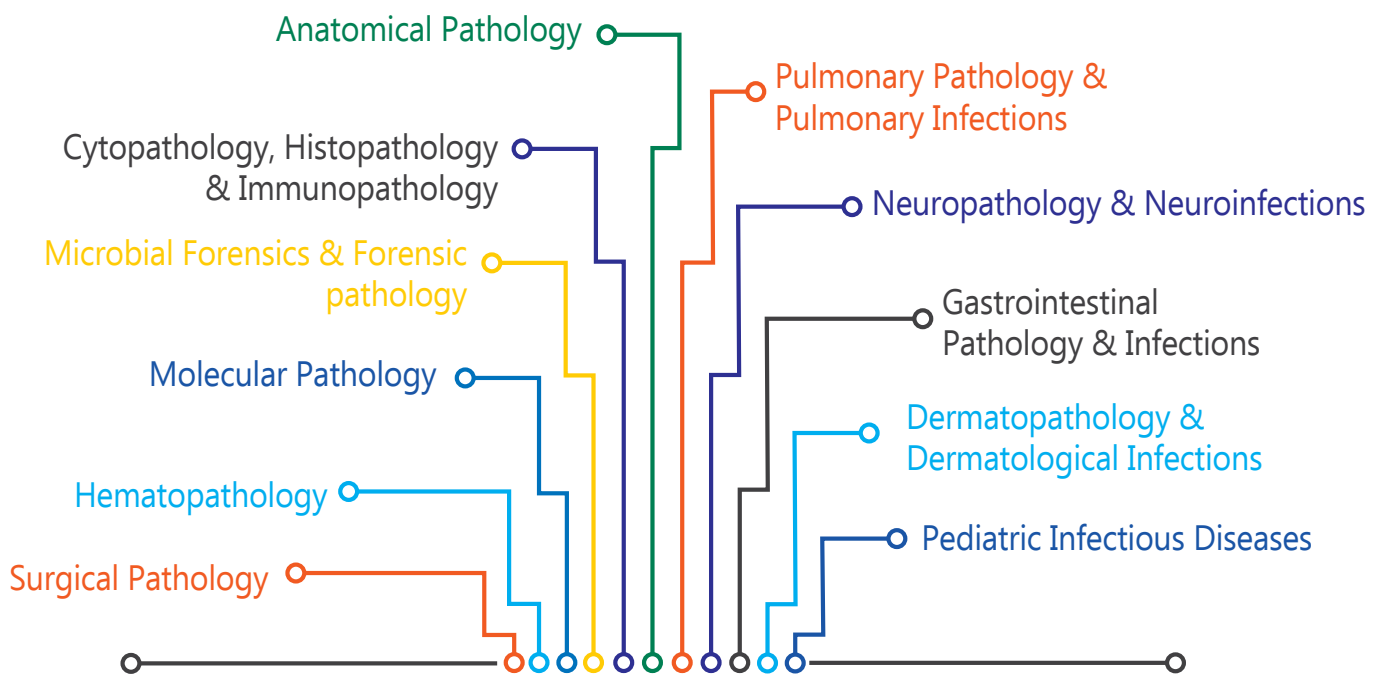 Anatomical Pathology
Cytopathology, Histopathology
& Immunopathology
Microbial Forensics & Forensic
pathology
Molecular Pathology
Hematopathology
Surgical Pathology
Pulmonary Pathology &
Pulmonary Infections
Neuropathology & Neuroinfections
Gastrointestinal
Pathology & Infections
Dermatopathology &
Dermatological Infections
Pediatric Infectious Diseases